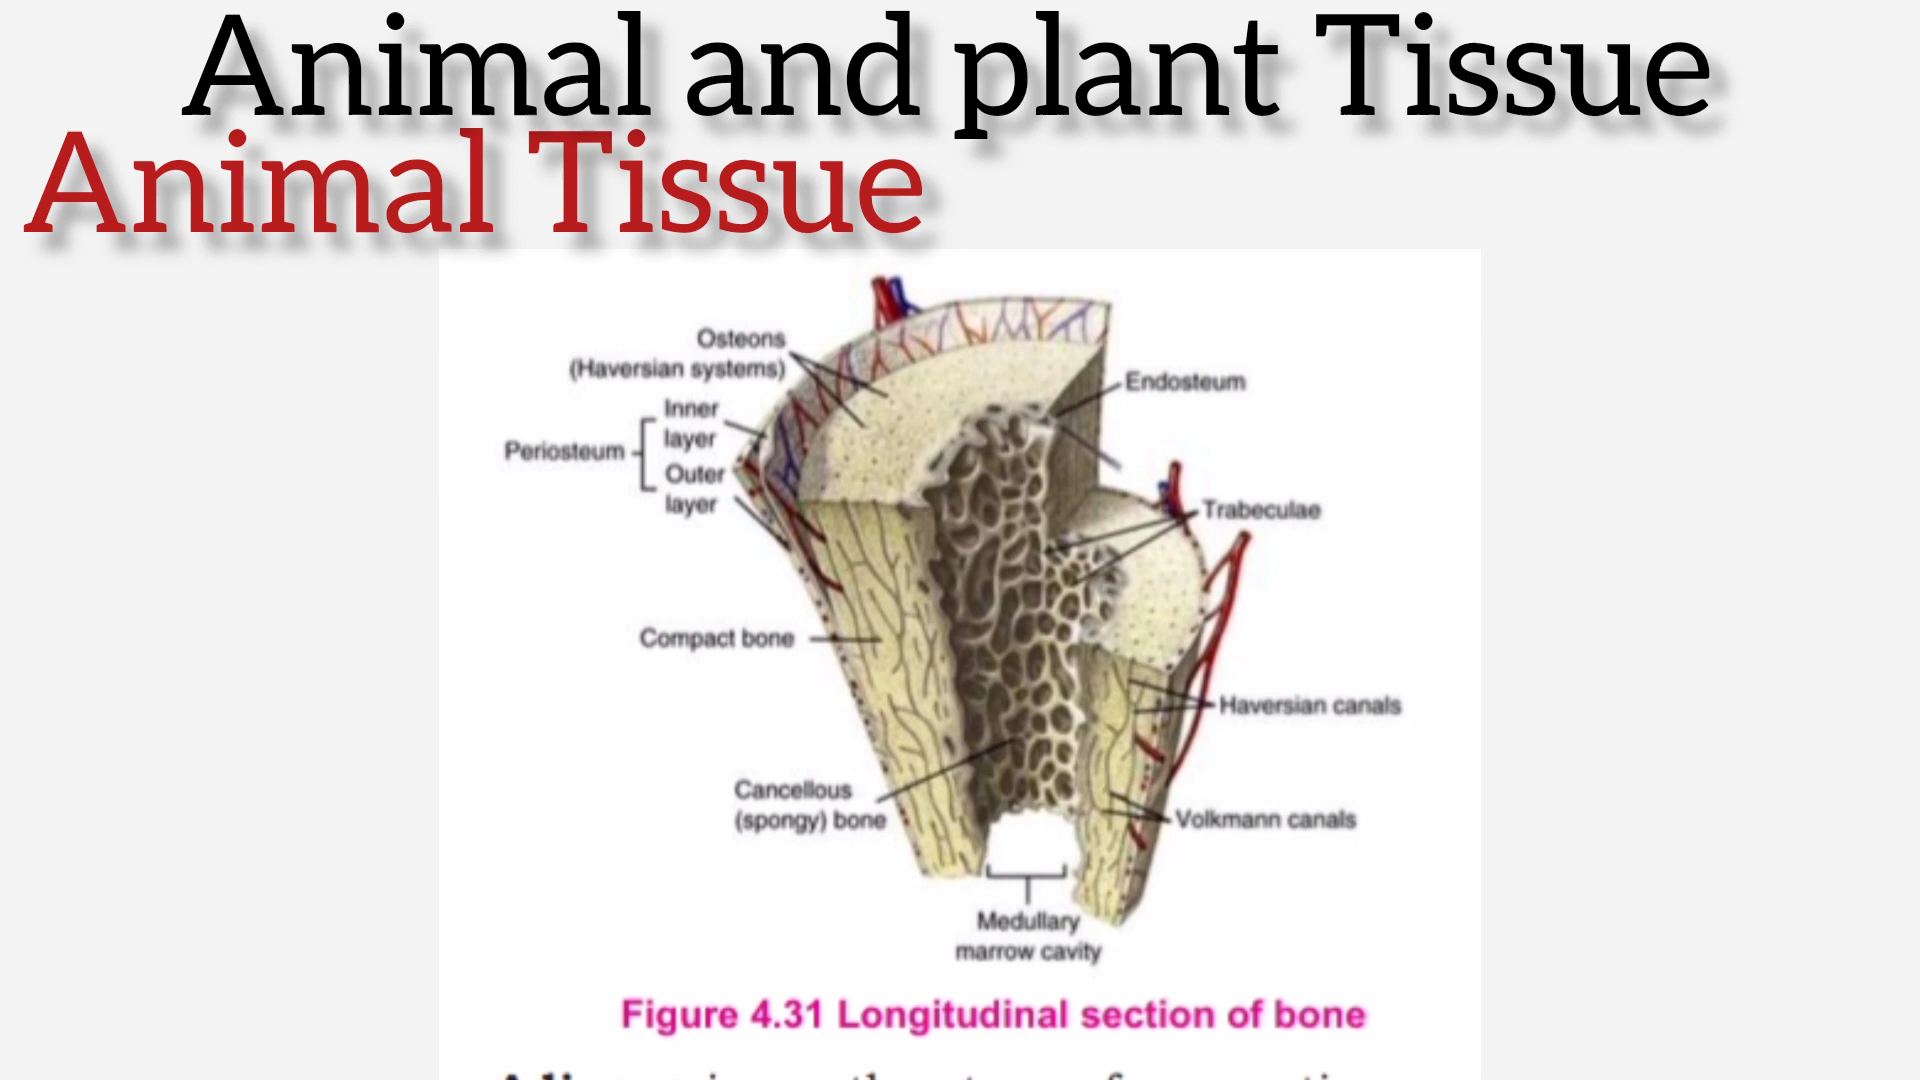 Animal and plant Tissue
Animal Tissue
Osteons
(Haversian systems)
Inner
layer
Periosteum
Outer
layer
Endosteum
Trabeculae
Compact bone
Haversian canals
Cancellous
(spongy) bone
Volkmann canals
Medullary
marrow cavity
Figure 4.31 Longitudinal section of bone